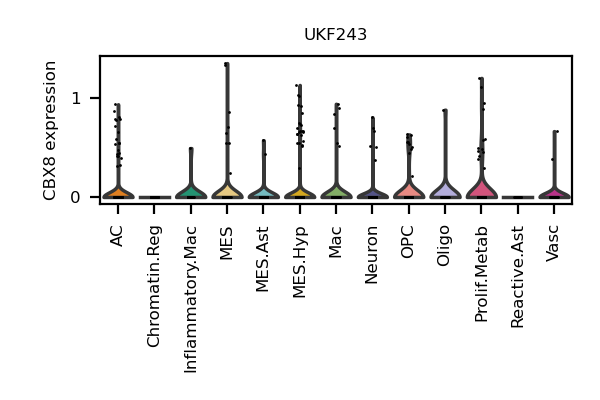 UKF243
CBX8 expression
1
0
AC
Chromatin.Reg
Inflammatory.Mac
MES
MES.Ast
MES.Hyp
Mac
Neuron
OPC
Oligo
Prolif.Metab
Reactive.Ast
Vasc